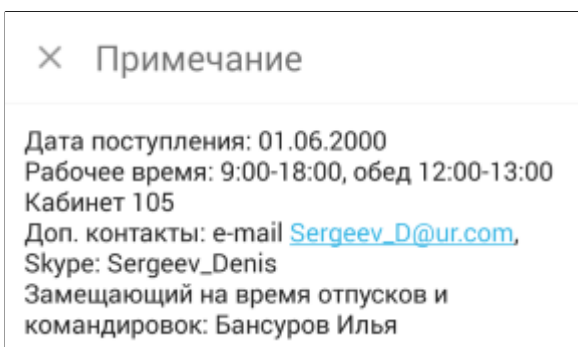 Примечание
Дата поступления: 01.06.2000
Рабочее время: 9:00-18:00, обед 12:00-13:00
Кабинет 105
Доп. контакты: e-mail Sergeev_D@ur.com,
Skype: Sergeev_Denis
Замещающий на время отпусков и
командировок: Бансуров Илья